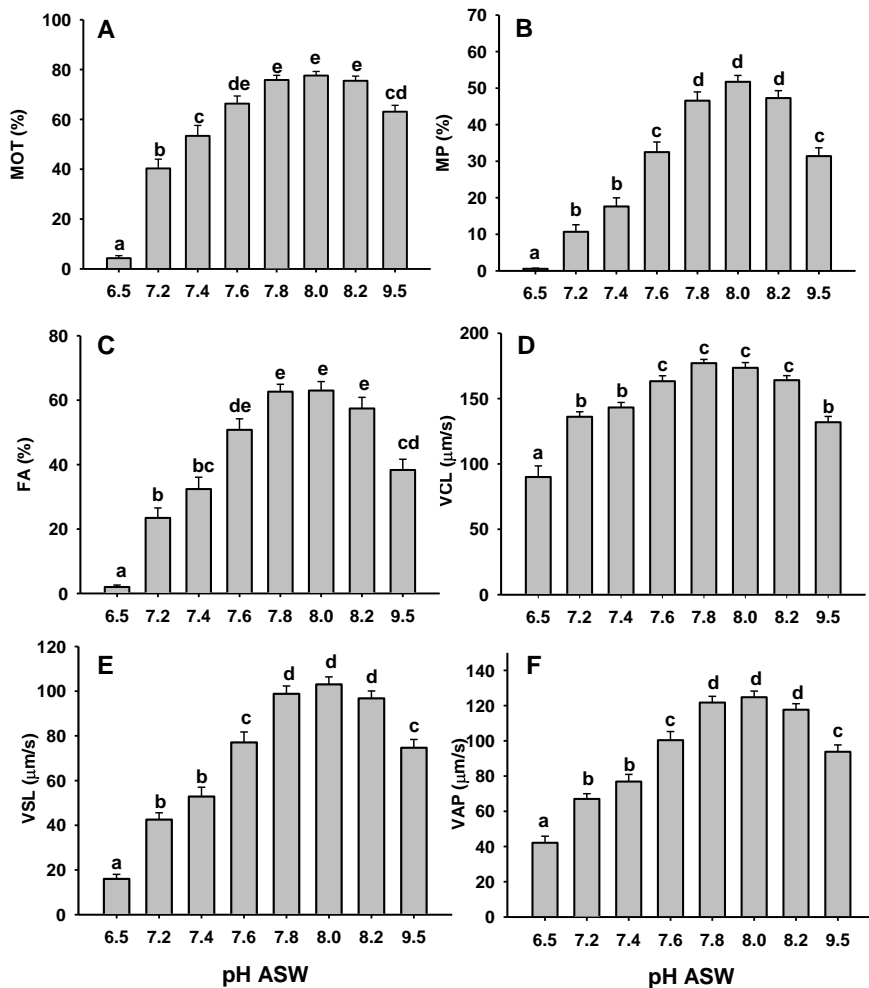 A
MOT (%)
100
80
60
40
20
0
a
b
c
de
e
e
e
cd
6.5 7.2 7.4 7.6 7.8 8.0 8.2 9.5
B
MP (%)
70
60
50
40
30
20
10
0
a
b
b
c
d
d
d
c
6.5 7.2 7.4 7.6 7.8 8.0 8.2 9.5
C
FA (%)
80
60
40
20
0
a
b
bc
de
e
e
e
cd
6.5 7.2 7.4 7.6 7.8 8.0 8.2 9.5
D
VCL (μm/s)
200
150
100
50
0
a
b
b
c
c
c
c
b
6.5 7.2 7.4 7.6 7.8 8.0 8.2 9.5
E
VSL (μm/s)
120
100
80
60
40
20
0
a
b
b
c
d
d
d
c
6.5 7.2 7.4 7.6 7.8 8.0 8.2 9.5
pH ASW
F
VAP (μm/s)
140
120
100
80
60
40
20
0
a
b
b
c
d
d
d
c
6.5 7.2 7.4 7.6 7.8 8.0 8.2 9.5
pH ASW